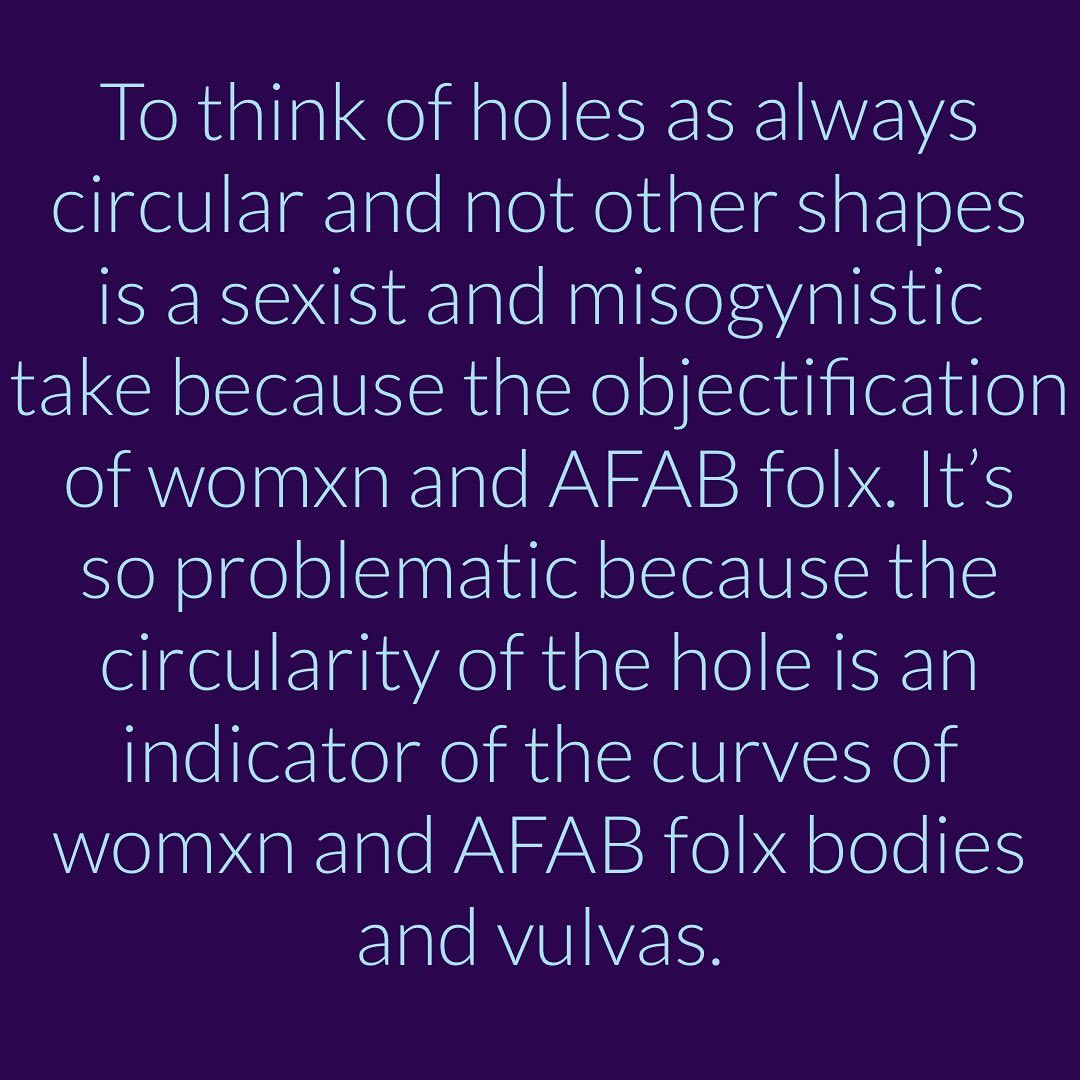 To think of holes as always
circular and not other shapes
is a sexist and misogynistic
take because the objectification
of womxn and AFAB folx. It’s
so problematic because the
circularity of the hole is an
indicator of the curves of
womxn and AFAB folx bodies
and vulvas.